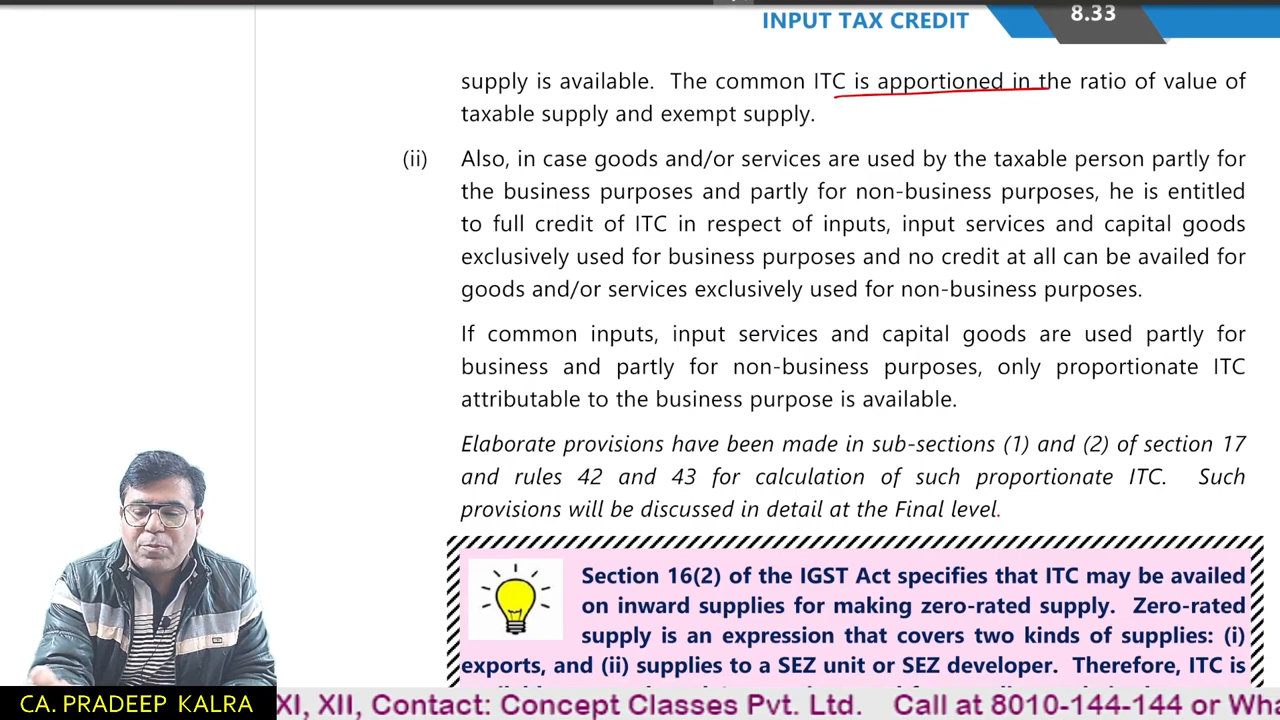 INPUT TAX CREDIT
8.33
supply is available. The common ITC is apportioned in the ratio of value of
taxable supply and exempt supply.
(ii) Also, in case goods and/or services are used by the taxable person partly for
the business purposes and partly for non-business purposes, he is entitled
to full credit of ITC in respect of inputs, input services and capital goods
exclusively used for business purposes and no credit at all can be availed for
goods and/or services exclusively used for non-business purposes.
If common inputs, input services and capital goods are used partly for
business and partly for non-business purposes, only proportionate ITC
attributable to the business purpose is available.
Elaborate provisions have been made in sub-sections (1) and (2) of section 17
and rules 42 and 43 for calculation of such proportionate ITC. Such
provisions will be discussed in detail at the Final level.
Section 16(2) of the IGST Act specifies that ITC may be availed
on inward supplies for making zero-rated supply. Zero-rated
supply is an expression that covers two kinds of supplies: (i)
exports, and (ii) supplies to a SEZ unit or SEZ developer. Therefore, ITC is
CA. PRADEEP KALRA
XI, XII, Contact: Concept Classes Pvt. Ltd. Call at 8010-144-144 or Wha